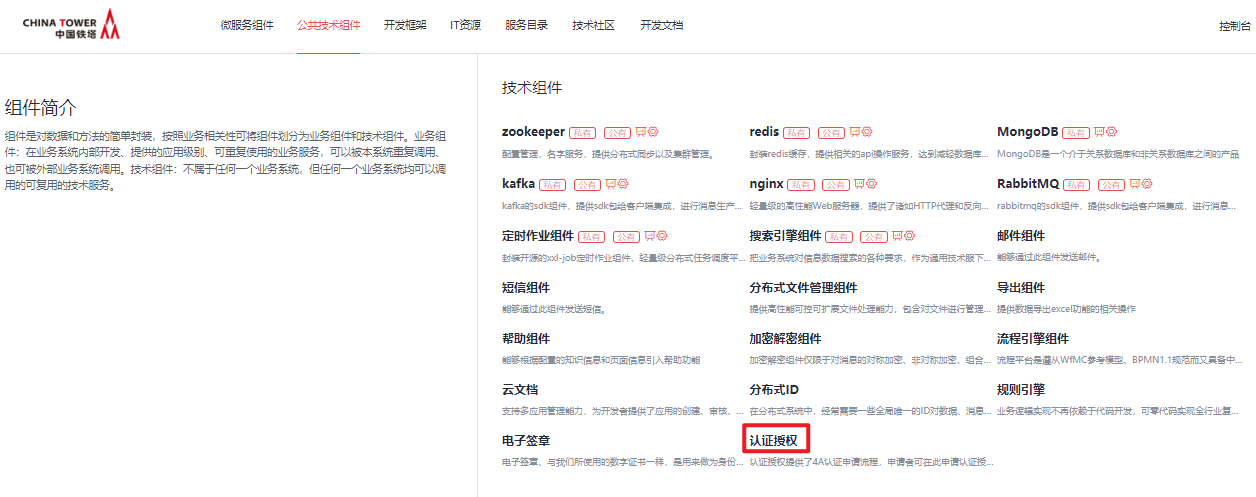 CHINA TOWER
中国铁塔
微服务组件 公共技术组件 开发框架 IT资源 服务目录 技术社区 开发文档 控制台
组件简介
组件是对数据和方法的简单封装，按照业务相关性可将组件划分为业务组件和技术组件。业务组
件：在业务系统内部开发、提供的应用级别、可重复使用的业务服务，可以被本系统重复调用、
也可被外部业务系统调用。技术组件：不属于任何一个业务系统，但任何一个业务系统均可以调
用的可复用的技术服务。
技术组件
zookeeper 私有 公有
配置管理，名字服务，提供分布式同步以及集群管理。
redis 私有 公有
封装redis缓存，提供相关的api操作服务，达到减轻数据库...
MongoDB 私有
MongoDB是一个介于关系数据库和非关系数据库之间的产品
kafka 私有 公有
kafka的sdk组件，提供sdk包给客户端集成，进行消息生产...
nginx 私有 公有
轻量级的高性能Web服务器，提供了诸如HTTP代理和反向...
RabbitMQ 私有 公有
rabbitmq的sdk组件，提供sdk包给客户端集成，进行消息...
定时作业组件 私有 公有
封装开源的xxl-job定时作业组件，轻量级分布式任务调度平...
搜索引擎组件 私有 公有
把业务系统对信息数据搜索的各种要求，作为通用技术服下...
邮件组件
能够通过此组件发送邮件。
短信组件
能够通过此组件发送短信。
分布式文件管理组件
提供高性能可控可扩展文件处理能力，包含对文件进行管理...
导出组件
提供数据导出excel功能的相关操作
帮助组件
能够根据配置的知识信息和页面信息引入帮助功能
加密解密组件
加密解密组件仅限于对消息的对称加密、非对称加密、组合...
流程引擎组件
流程平台是遵从WfMC参考模型、BPMN1.1规范而又具备中...
云文档
支持多应用管理能力，为开发者提供了应用的创建、审核、...
分布式ID
在分布式系统中，经常需要一些全局唯一的ID对数据、消息...
规则引擎
业务逻辑实现不再依赖于代码开发，可零代码实现全行业复...
电子签章
电子签章，与我们所使用的数字证书一样，是用来做为身份...
认证授权
认证授权提供了4A认证申请流程，申请者可在此申请认证授...